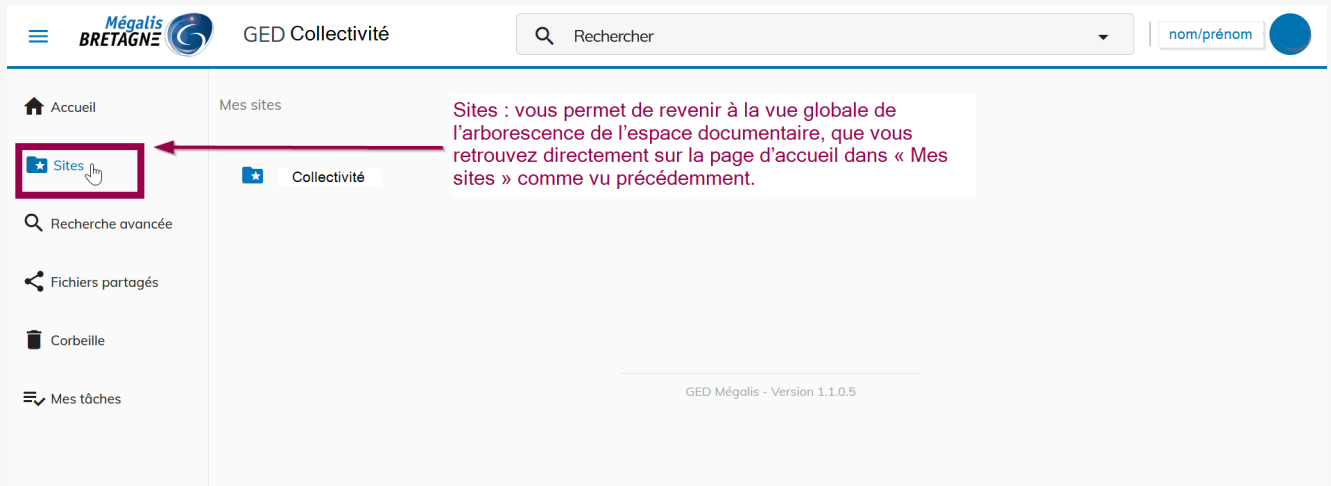 Mégalis
BRETAGNE
GED Collectivité
Rechercher
nom/prénom
Accueil
Mes sites
Sites : vous permet de revenir à la vue globale de
l’arborescence de l’espace documentaire, que vous
retrouvez directement sur la page d’accueil dans « Mes
sites » comme vu précédemment.
Sites
Collectivité
Recherche avancée
Fichiers partagés
Corbeille
Mes tâches
GED Mégalis - Version 1.1.0.5